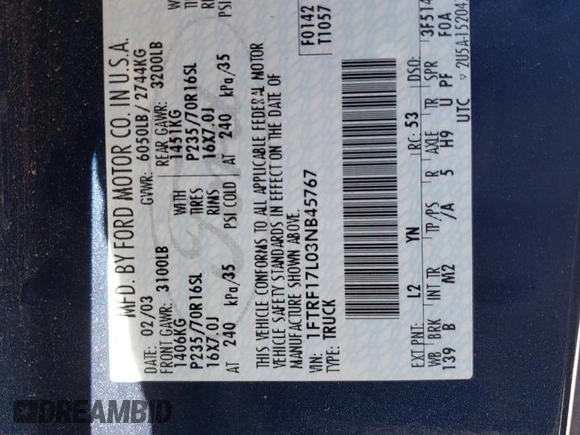 MFD. BY FORD MOTOR CO. IN U.S.A.
DATE: 02/03 GVWR: 6050LB/2744KG
FRONT GAWR: 3100LB REAR GAWR: 3200LB
1406KG WITH 1451KG
P235/70R16SL TIRES P235/70R16SL
16X7.0J RIMS 16X7.0J
AT 240 kPa/35 PSI COLD AT 240 kPa/35 PSI
THIS VEHICLE CONFORMS TO ALL APPLICABLE FEDERAL MOTOR
VEHICLE SAFETY STANDARDS IN EFFECT ON THE DATE OF
MANUFACTURE SHOWN ABOVE.
VIN: 1FTRF17L03NB45767
TYPE: TRUCK
F0142
T1057
EXT PNT: L2 YN RC: 53 DSO:
WB BRK INT TR TP/PS R AXLE TR SPR
139 B M2 /A 5 H9 U PF
UTC
3F514
F0A
DREAMBID